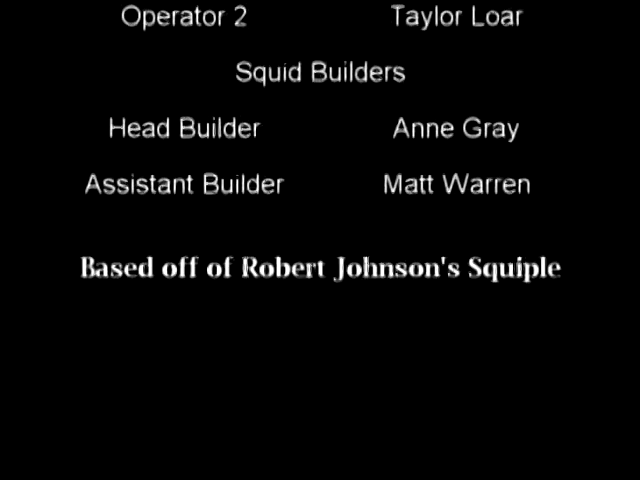 Operator 2 Taylor Loar
Squid Builders
Head Builder Anne Gray
Assistant Builder Matt Warren
Based off of Robert Johnson's Squiple